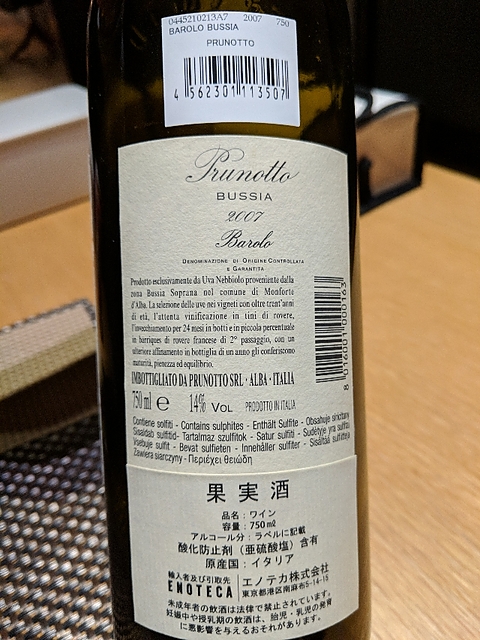 0445210213A7 2007 750
BAROLO BUSSIA
PRUNOTTO
4 562301 113507
Prunotto
BUSSIA
2007
Barolo
DENOMINAZIONE DI ORIGINE CONTROLLATA
E GARANTITA
Prodotto esclusivamente da Uva Nebbiolo proveniente dalla
zona Bussia Soprana nel comune di Monforte
d'Alba. La selezione delle uve nei vigneti con oltre trent'anni
di età, l'attenta vinificazione in tini di rovere,
l'invecchiamento per 24 mesi in botti e in piccola percentuale
in barriques di rovere francese di 2° passaggio, con un
ulteriore affinamento in bottiglia di un anno gli conferiscono
maturità, pienezza ed equilibrio.
IMBOTTIGLIATO DA PRUNOTTO SRL · ALBA · ITALIA
750 ml e 14% VOL PRODOTTO IN ITALIA
8 016001 000163
Contiene solfiti - Contains sulphites - Enthält Sulfite - Obsahuje siričitany
Sisaldab sulfitid - Tartalmaz szulfitok - Satur sulfīti - Sudėtyje yra sulfitų
Vsebuje sulfit - Bevat sulfieten - Innehåller sulfiter - Sisältää sulfiitteja
Zawiera siarczyny - Περιέχει θειώδη
果実酒
品名：ワイン
容量：750ml
アルコール分：ラベルに記載
酸化防止剤（亜硫酸塩）含有
原産国：イタリア
輸入者及び引取先 エノテカ株式会社
ENOTECA 東京都港区南麻布5-14-15
未成年者の飲酒は法律で禁止されています。
妊娠中や授乳期の飲酒は、胎児・乳児の発育
に悪影響を与えるおそれがあります。